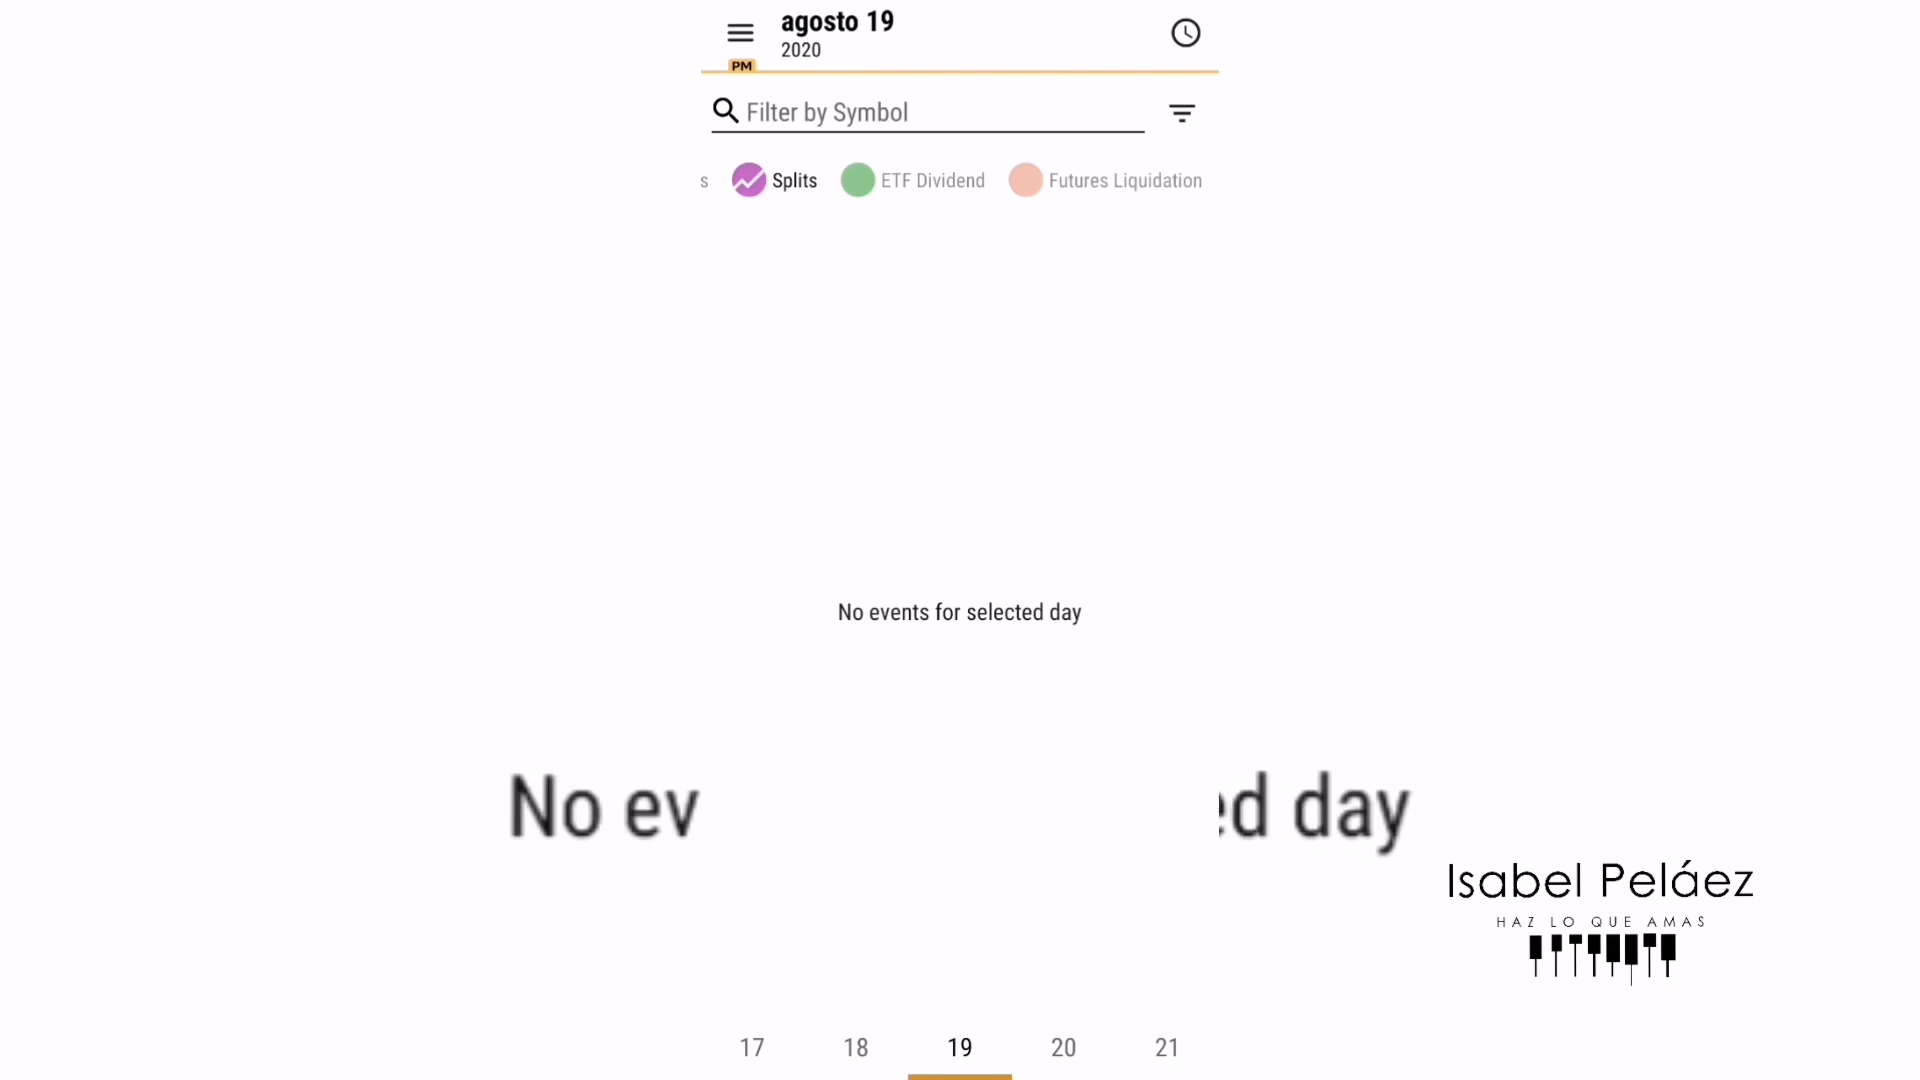 agosto 19
2020
PM
Filter by Symbol
s Splits ETF Dividend Futures Liquidation
No events for selected day
No ev ed day
Isabel Peláez
HAZ LO QUE AMAS
17 18 19 20 21